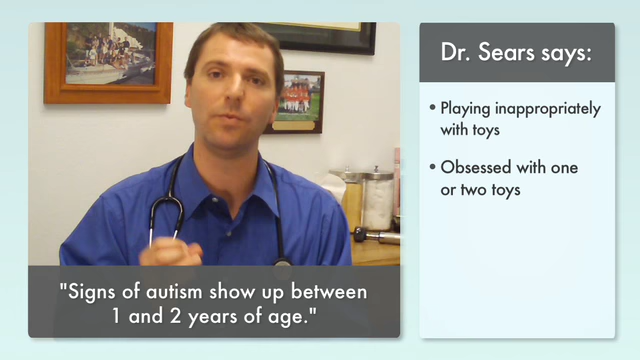 Dr. Sears says:
• Playing inappropriately
with toys
• Obsessed with one
or two toys
"Signs of autism show up between
1 and 2 years of age."